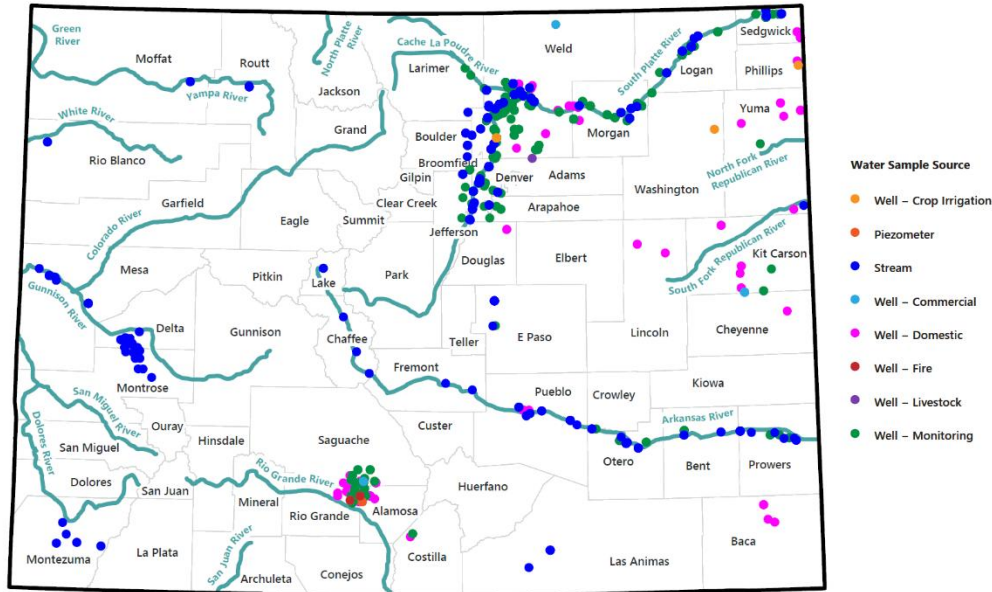 Green
River
Moffat
Routt
Yampa River
North Platte
River
Jackson
Larimer
Cache La Poudre River
Weld
South Platte River
Sedgwick
Logan
Phillips
Yuma
Morgan
White River
Rio Blanco
Grand
Boulder
Broomfield
Gilpin
Denver
Adams
Washington
North Fork
Republican River
Garfield
Colorado River
Eagle
Summit
Clear Creek
Jefferson
Arapahoe
Mesa
Gunnison River
Pitkin
Lake
Park
Douglas
Elbert
South Fork Republican River
Kit Carson
Delta
Gunnison
Chaffee
Teller
E Paso
Lincoln
Cheyenne
Montrose
Fremont
Pueblo
Crowley
Kiowa
Arkansas River
San Miguel River
Ouray
Hinsdale
Saguache
Custer
Otero
Bent
Prowers
Dolores River
San Miguel
Dolores
San Juan
Mineral
Rio Grande River
Rio Grande
Alamosa
Huerfano
Montezuma
La Plata
San Juan River
Archuleta
Conejos
Costilla
Las Animas
Baca
Water Sample Source
Well – Crop Irrigation
Piezometer
Stream
Well – Commercial
Well – Domestic
Well – Fire
Well – Livestock
Well – Monitoring